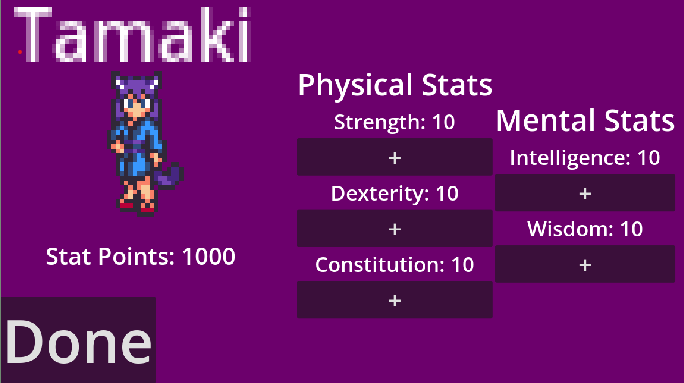 Tamaki
Physical Stats
Strength: 10
+
Dexterity: 10
+
Constitution: 10
+
Mental Stats
Intelligence: 10
+
Wisdom: 10
+
Stat Points: 1000
Done